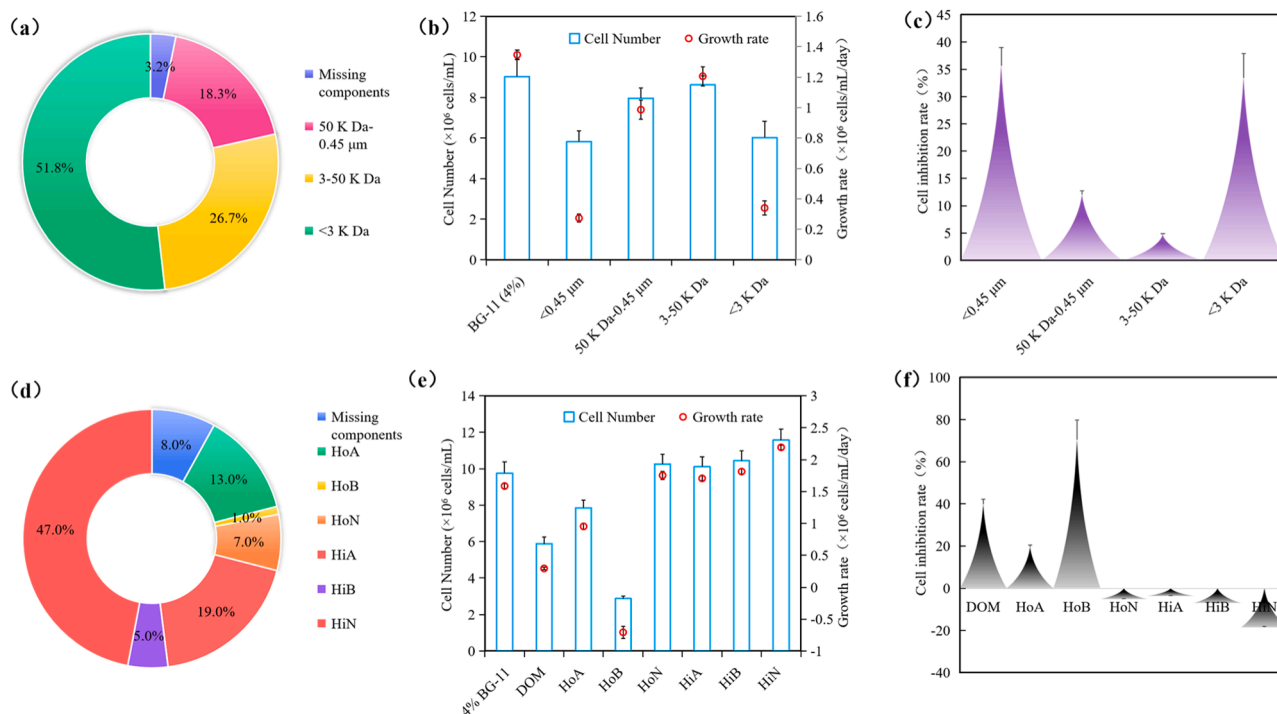 (a)
3.2%
18.3%
26.7%
51.8%
Missing
components
50 K Da-
0.45 μm
3-50 K Da
<3 K Da
(b)
Cell Number
Growth rate
Cell Number (×10⁶ cells/mL)
12
10
8
6
4
2
0
Growth rate (×10⁶ cells/mL/day)
1.6
1.4
1.2
1
0.8
0.6
0.4
0.2
0
BG-11 (4%)
<0.45 μm
50 K Da-0.45 μm
3-50 K Da
<3 K Da
(c)
Cell inhibition rate (%)
45
40
35
30
25
20
15
10
5
0
<0.45 μm
50 K Da-0.45 μm
3-50 K Da
<3 K Da
(d)
8.0%
13.0%
1.0%
7.0%
19.0%
5.0%
47.0%
Missing
components
HoA
HoB
HoN
HiA
HiB
HiN
(e)
Cell Number
Growth rate
Cell Number (×10⁶ cells/mL)
14
12
10
8
6
4
2
0
Growth rate (×10⁶ cells/mL/day)
3
2.5
2
1.5
1
0.5
0
-0.5
-1
4% BG-11
DOM
HoA
HoB
HoN
HiA
HiB
HiN
(f)
Cell inhibition rate (%)
100
80
60
40
20
0
-20
-40
DOM
HoA
HoB
HoN
HiA
HiB
HiN